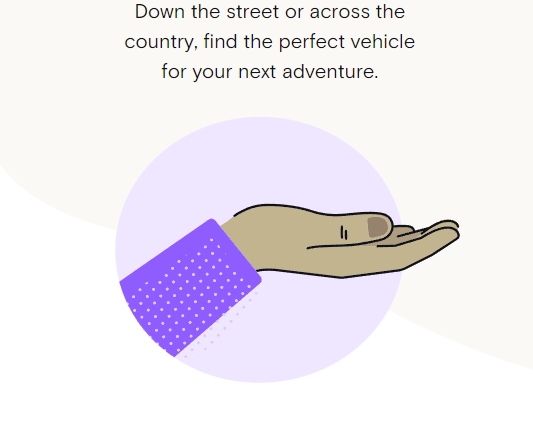 Down the street or across the
country, find the perfect vehicle
for your next adventure.